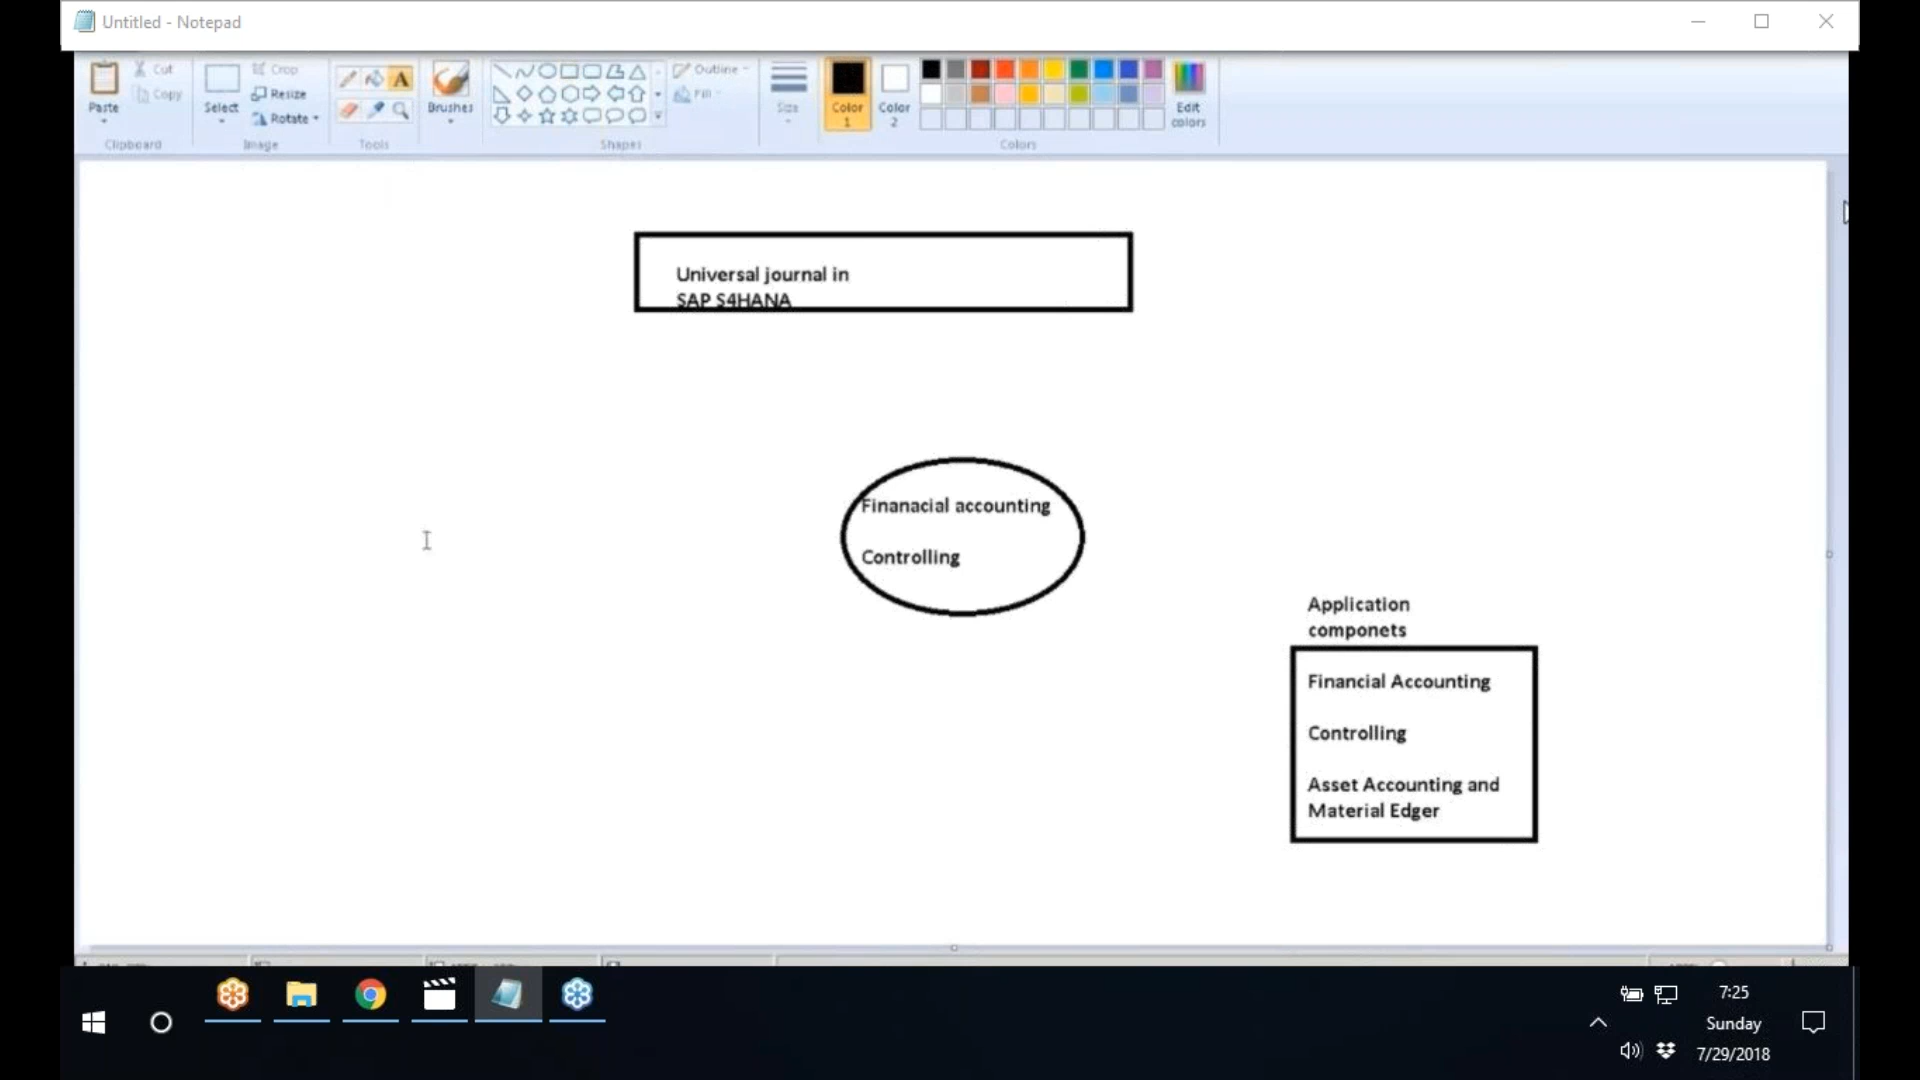 Untitled - Notepad
Cut
Crop
Outline
Paste
Copy
Select
Resize
Rotate
Brushes
Fill
Size
Color
1
Color
2
Edit
colors
Clipboard
Image
Tools
Shapes
Colors
Universal journal in
SAP S4HANA
Finanacial accounting
Controlling
Application
componets
Financial Accounting
Controlling
Asset Accounting and
Material Edger
7:25
Sunday
7/29/2018